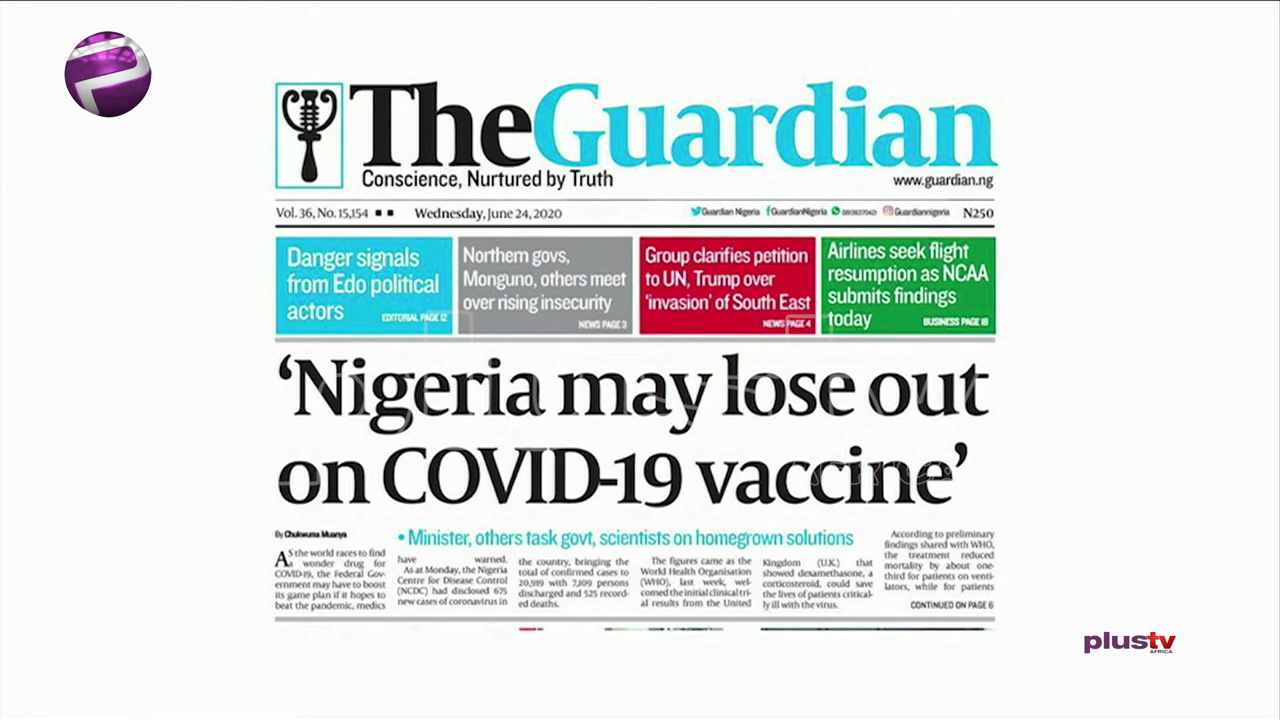 TheGuardian
Conscience, Nurtured by Truth
www.guardian.ng
Vol. 36, No. 15,154
Wednesday, June 24, 2020
Guardian Nigeria
GuardianNigeria
Guardiannigeria
N250
Danger signals
from Edo political
actors
EDITORIAL PAGE 12
Northern govs,
Monguno, others meet
over rising insecurity
NEWS PAGE 3
Group clarifies petition
to UN, Trump over
'invasion' of South East
NEWS PAGE 4
Airlines seek flight
resumption as NCAA
submits findings
today
BUSINESS PAGE 18
'Nigeria may lose out
on COVID-19 vaccine'
By Chukwuma Muanya
• Minister, others task govt, scientists on homegrown solutions
As the world races to find
a wonder drug for
COVID-19, the Federal Gov-
ernment may have to boost
its game plan if it hopes to
beat the pandemic, medics
have warned.
As at Monday, the Nigeria
Centre for Disease Control
(NCDC) had disclosed 675
new cases of coronavirus in
the country, bringing the
total of confirmed cases to
20,919 with 7,109 persons
discharged and 525 record-
ed deaths.
The figures came as the
World Health Organisation
(WHO), last week, wel-
comed the initial clinical tri-
al results from the United
Kingdom (U.K.) that
showed dexamethasone, a
corticosteroid, could save
the lives of patients critical-
ly ill with the virus.
According to preliminary
findings shared with WHO,
the treatment reduced
mortality by about one-
third for patients on venti-
lators, while for patients
CONTINUED ON PAGE 6
plustv
AFRICA